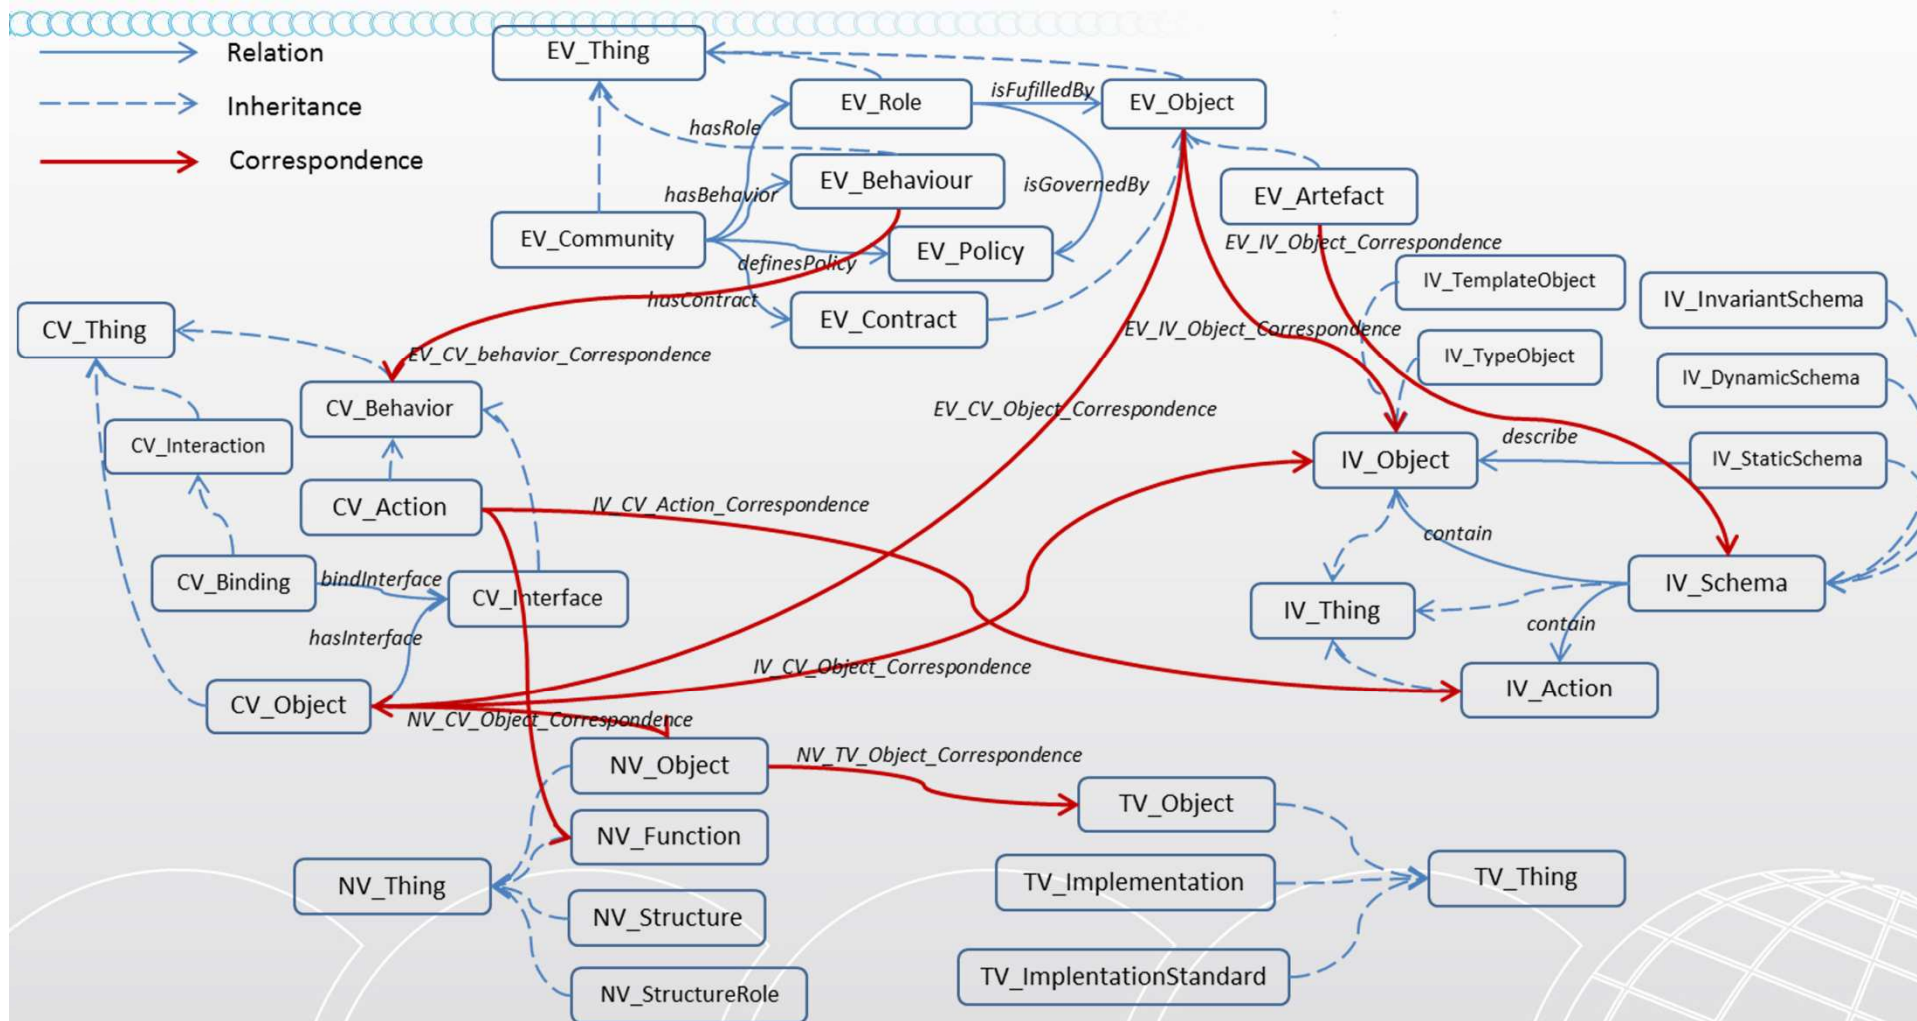 Relation
Inheritance
Correspondence
EV_Thing
EV_Role
isFufilledBy
EV_Object
hasRole
EV_Behaviour
isGovernedBy
hasBehavior
EV_Artefact
EV_Community
EV_Policy
definesPolicy
EV_IV_Object_Correspondence
hasContract
EV_Contract
IV_TemplateObject
IV_InvariantSchema
CV_Thing
EV_IV_Object_Correspondence
EV_CV_behavior_Correspondence
IV_TypeObject
IV_DynamicSchema
CV_Behavior
EV_CV_Object_Correspondence
CV_Interaction
describe
IV_Object
IV_StaticSchema
CV_Action
IV_CV_Action_Correspondence
contain
CV_Binding
bindInterface
CV_Interface
IV_Thing
IV_Schema
hasInterface
contain
IV_CV_Object_Correspondence
IV_Action
CV_Object
NV_CV_Object_Correspondence
NV_Object
NV_TV_Object_Correspondence
TV_Object
NV_Function
NV_Thing
TV_Implementation
TV_Thing
NV_Structure
TV_ImplentationStandard
NV_StructureRole